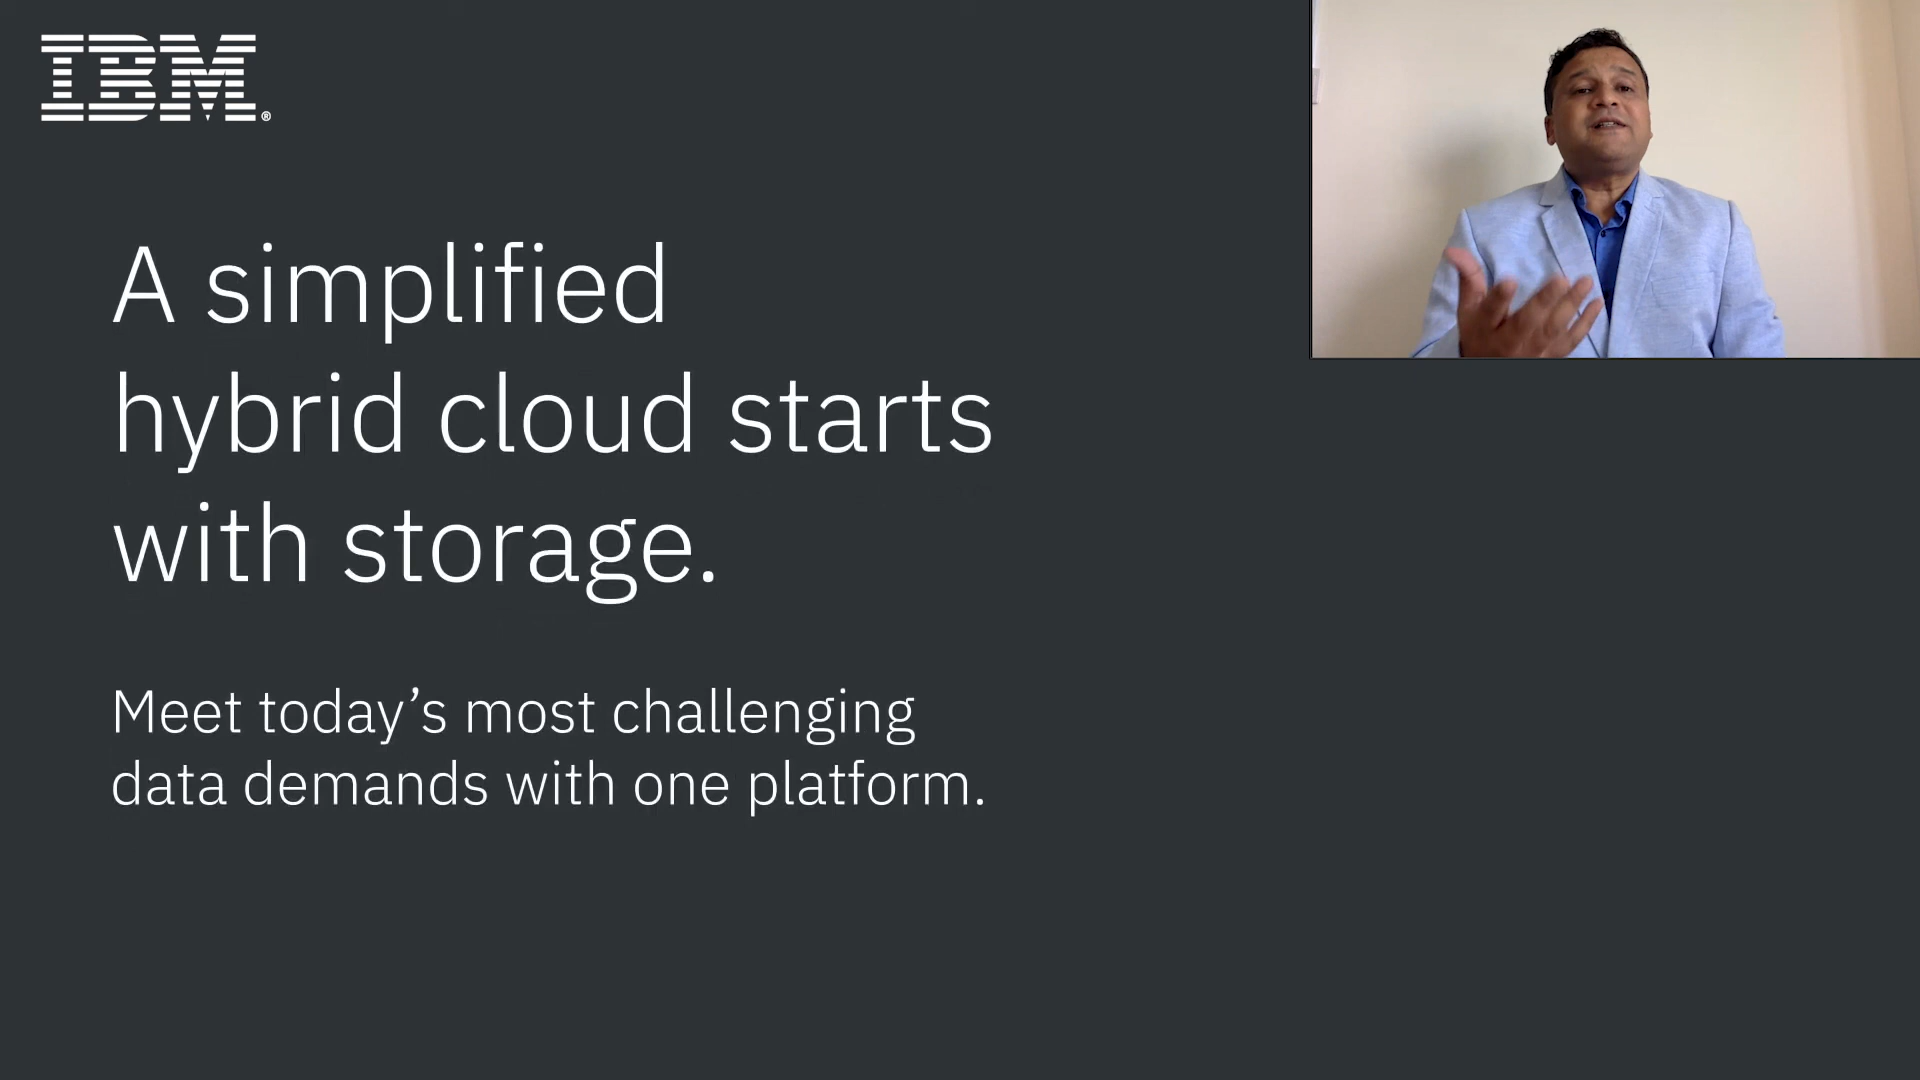 IBM®
A simplified
hybrid cloud starts
with storage.
Meet today’s most challenging
data demands with one platform.